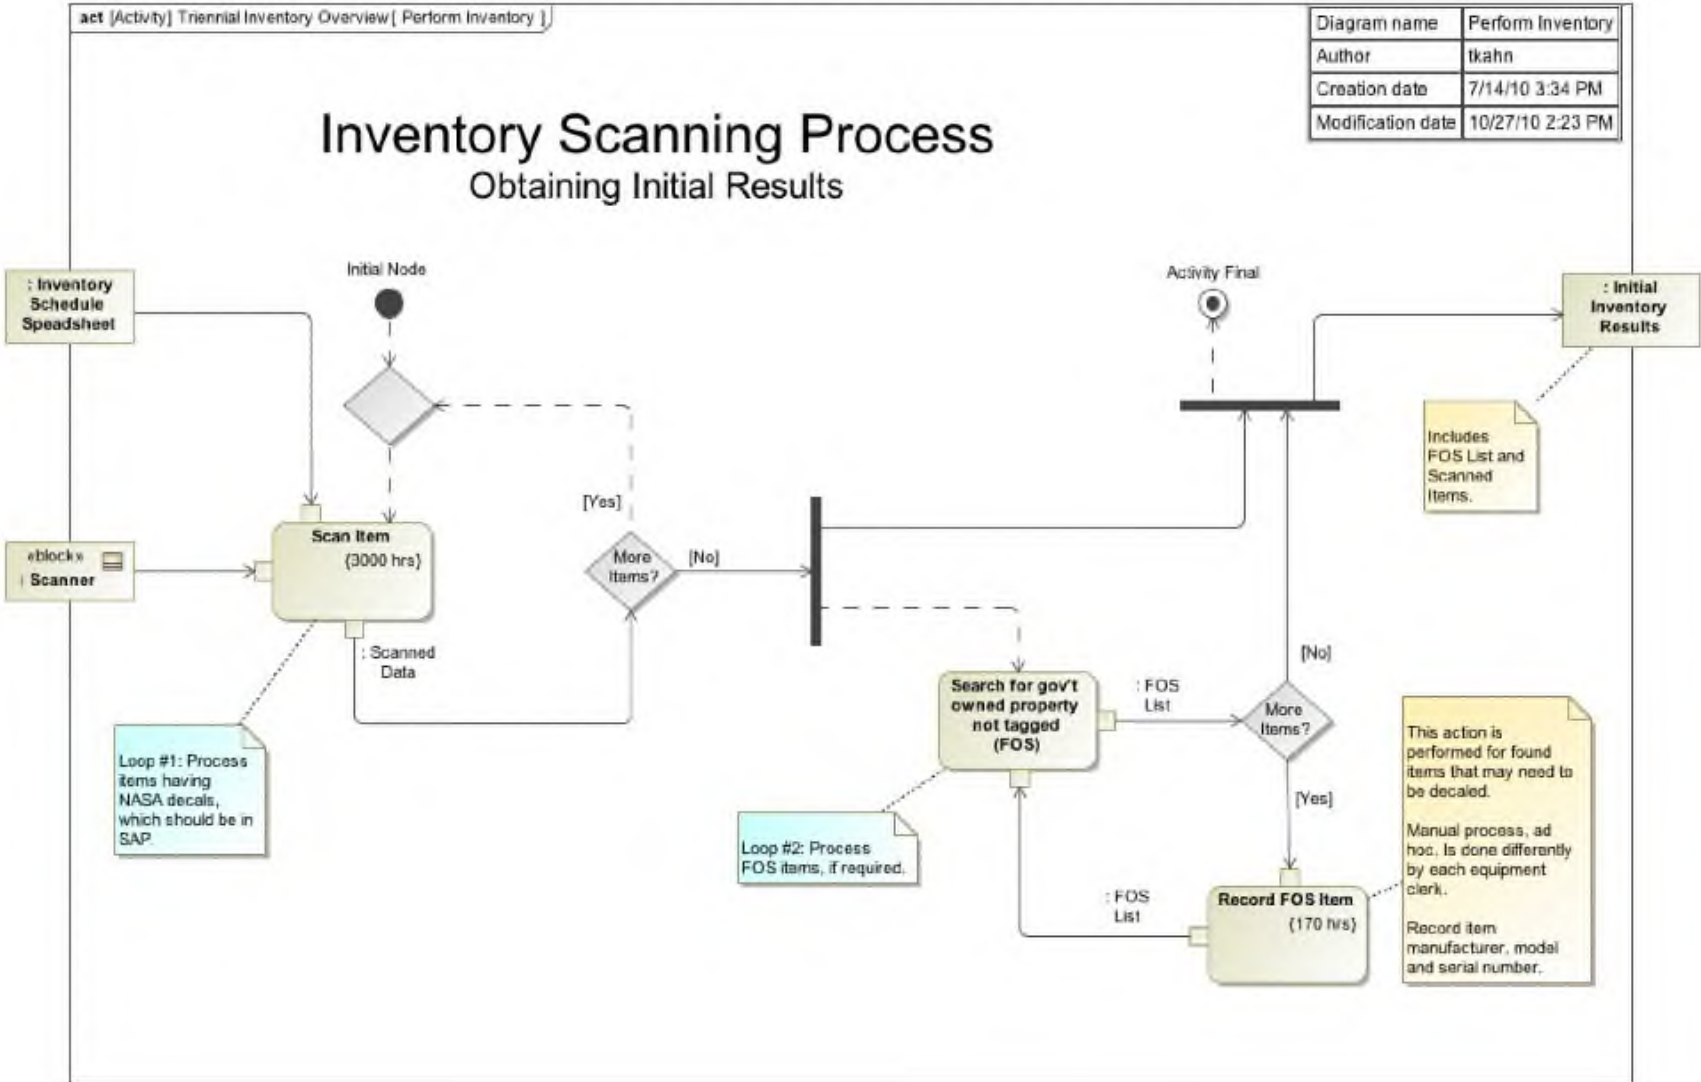 act [Activity] Triennial Inventory Overview [ Perform Inventory ]
Diagram name Perform Inventory
Author tkahn
Creation date 7/14/10 3:34 PM
Modification date 10/27/10 2:23 PM
Inventory Scanning Process
Obtaining Initial Results
: Inventory
Schedule
Speadsheet
Initial Node
Activity Final
: Initial
Inventory
Results
Includes
FOS List and
Scanned
Items.
«block»
: Scanner
Scan Item
{3000 hrs}
[Yes]
More
Items?
[No]
: Scanned
Data
Loop #1: Process
items having
NASA decals,
which should be in
SAP.
Search for gov't
owned property
not tagged
(FOS)
: FOS
List
More
Items?
[No]
[Yes]
Loop #2: Process
FOS items, if required.
: FOS
List
Record FOS Item
{170 hrs}
This action is
performed for found
items that may need to
be decaled.
Manual process, ad
hoc. Is done differently
by each equipment
clerk.
Record item
manufacturer, model
and serial number.